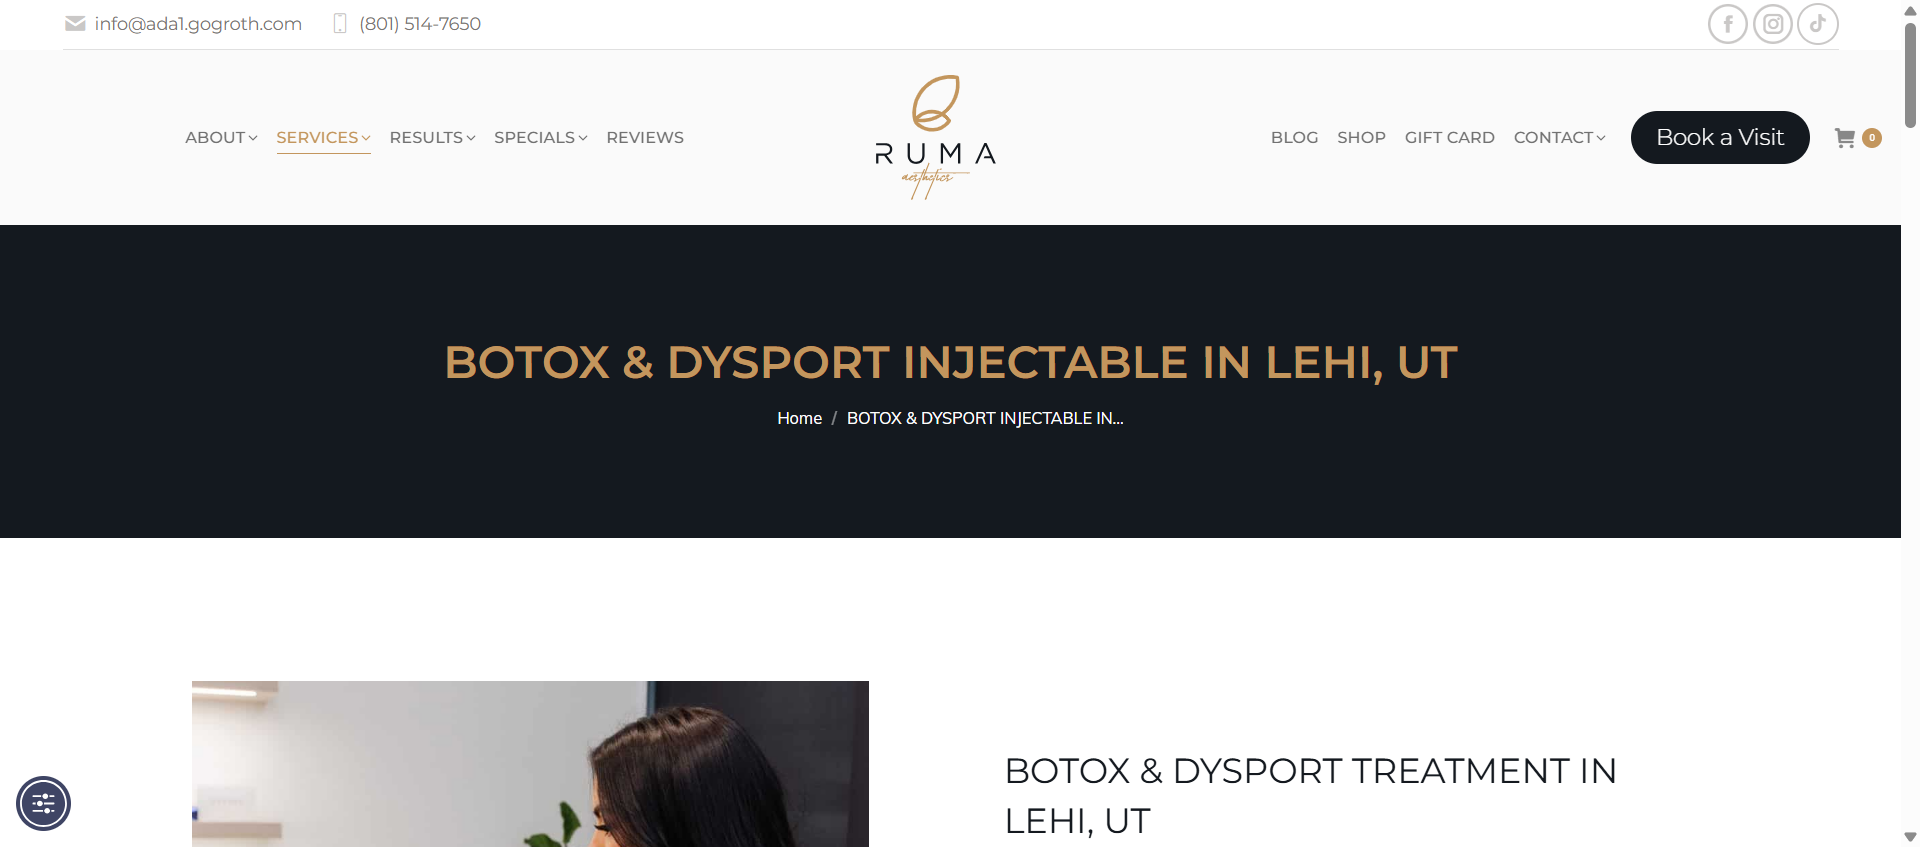 info@ada1.gogroth.com
(801) 514-7650
ABOUT
SERVICES
RESULTS
SPECIALS
REVIEWS
RUMA
aesthetics
BLOG
SHOP
GIFT CARD
CONTACT
Book a Visit
0
BOTOX & DYSPORT INJECTABLE IN LEHI, UT
Home / BOTOX & DYSPORT INJECTABLE IN...
BOTOX & DYSPORT TREATMENT IN
LEHI, UT